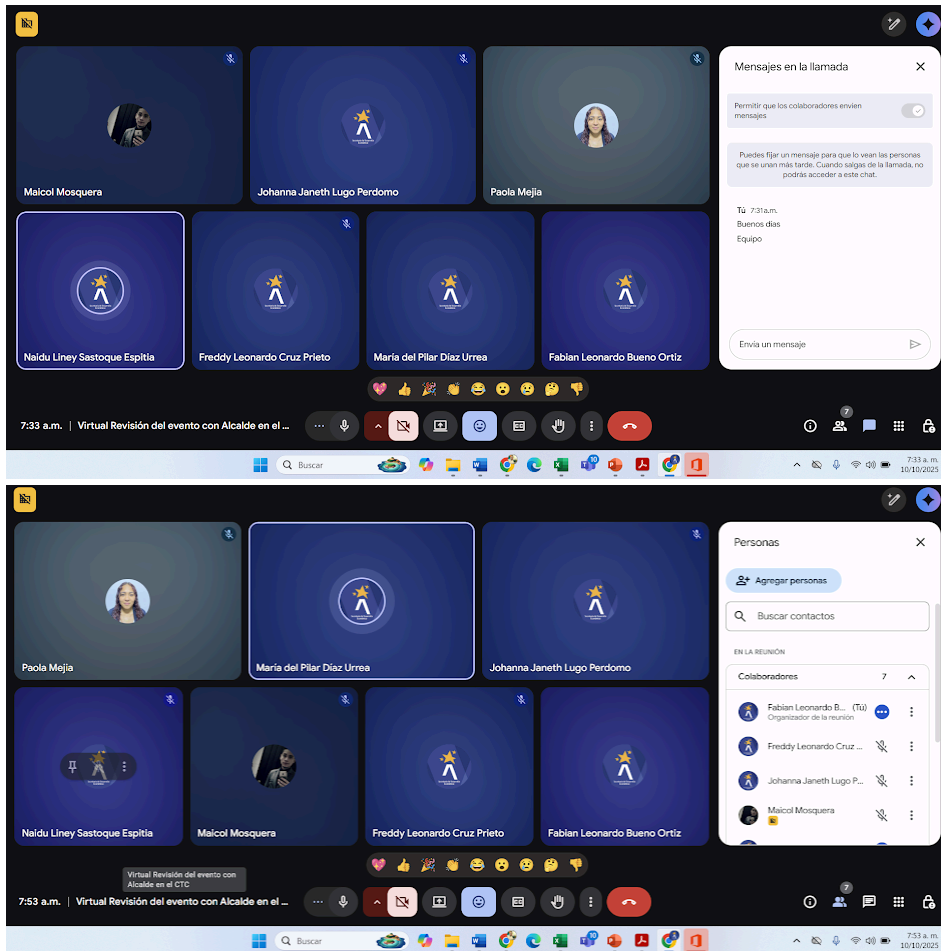 Mensajes en la llamada
Permitir que los colaboradores envíen
mensajes
Puedes fijar un mensaje para que lo vean las personas
que se unan más tarde. Cuando salgas de la llamada, no
podrás acceder a este chat.
Tú 7:31 a.m.
Buenos días
Equipo
Envía un mensaje
Maicol Mosquera
Johanna Janeth Lugo Perdomo
Paola Mejia
Naidu Liney Sastoque Espitia
Freddy Leonardo Cruz Prieto
María del Pilar Díaz Urrea
Fabian Leonardo Bueno Ortiz
7:33 a.m. | Virtual Revisión del evento con Alcalde en el ...
7
Buscar
10
7:33 a. m.
10/10/2025
Personas
Agregar personas
Buscar contactos
EN LA REUNIÓN
Colaboradores 7
Fabian Leonardo B... (Tú)
Organizador de la reunión
Freddy Leonardo Cruz ...
Johanna Janeth Lugo P...
Maicol Mosquera
Paola Mejia
María del Pilar Díaz Urrea
Johanna Janeth Lugo Perdomo
Naidu Liney Sastoque Espitia
Maicol Mosquera
Freddy Leonardo Cruz Prieto
Fabian Leonardo Bueno Ortiz
Virtual Revisión del evento con
Alcalde en el CTC
7:53 a.m. | Virtual Revisión del evento con Alcalde en el ...
7
Buscar
10
7:53 a. m.
10/10/2025